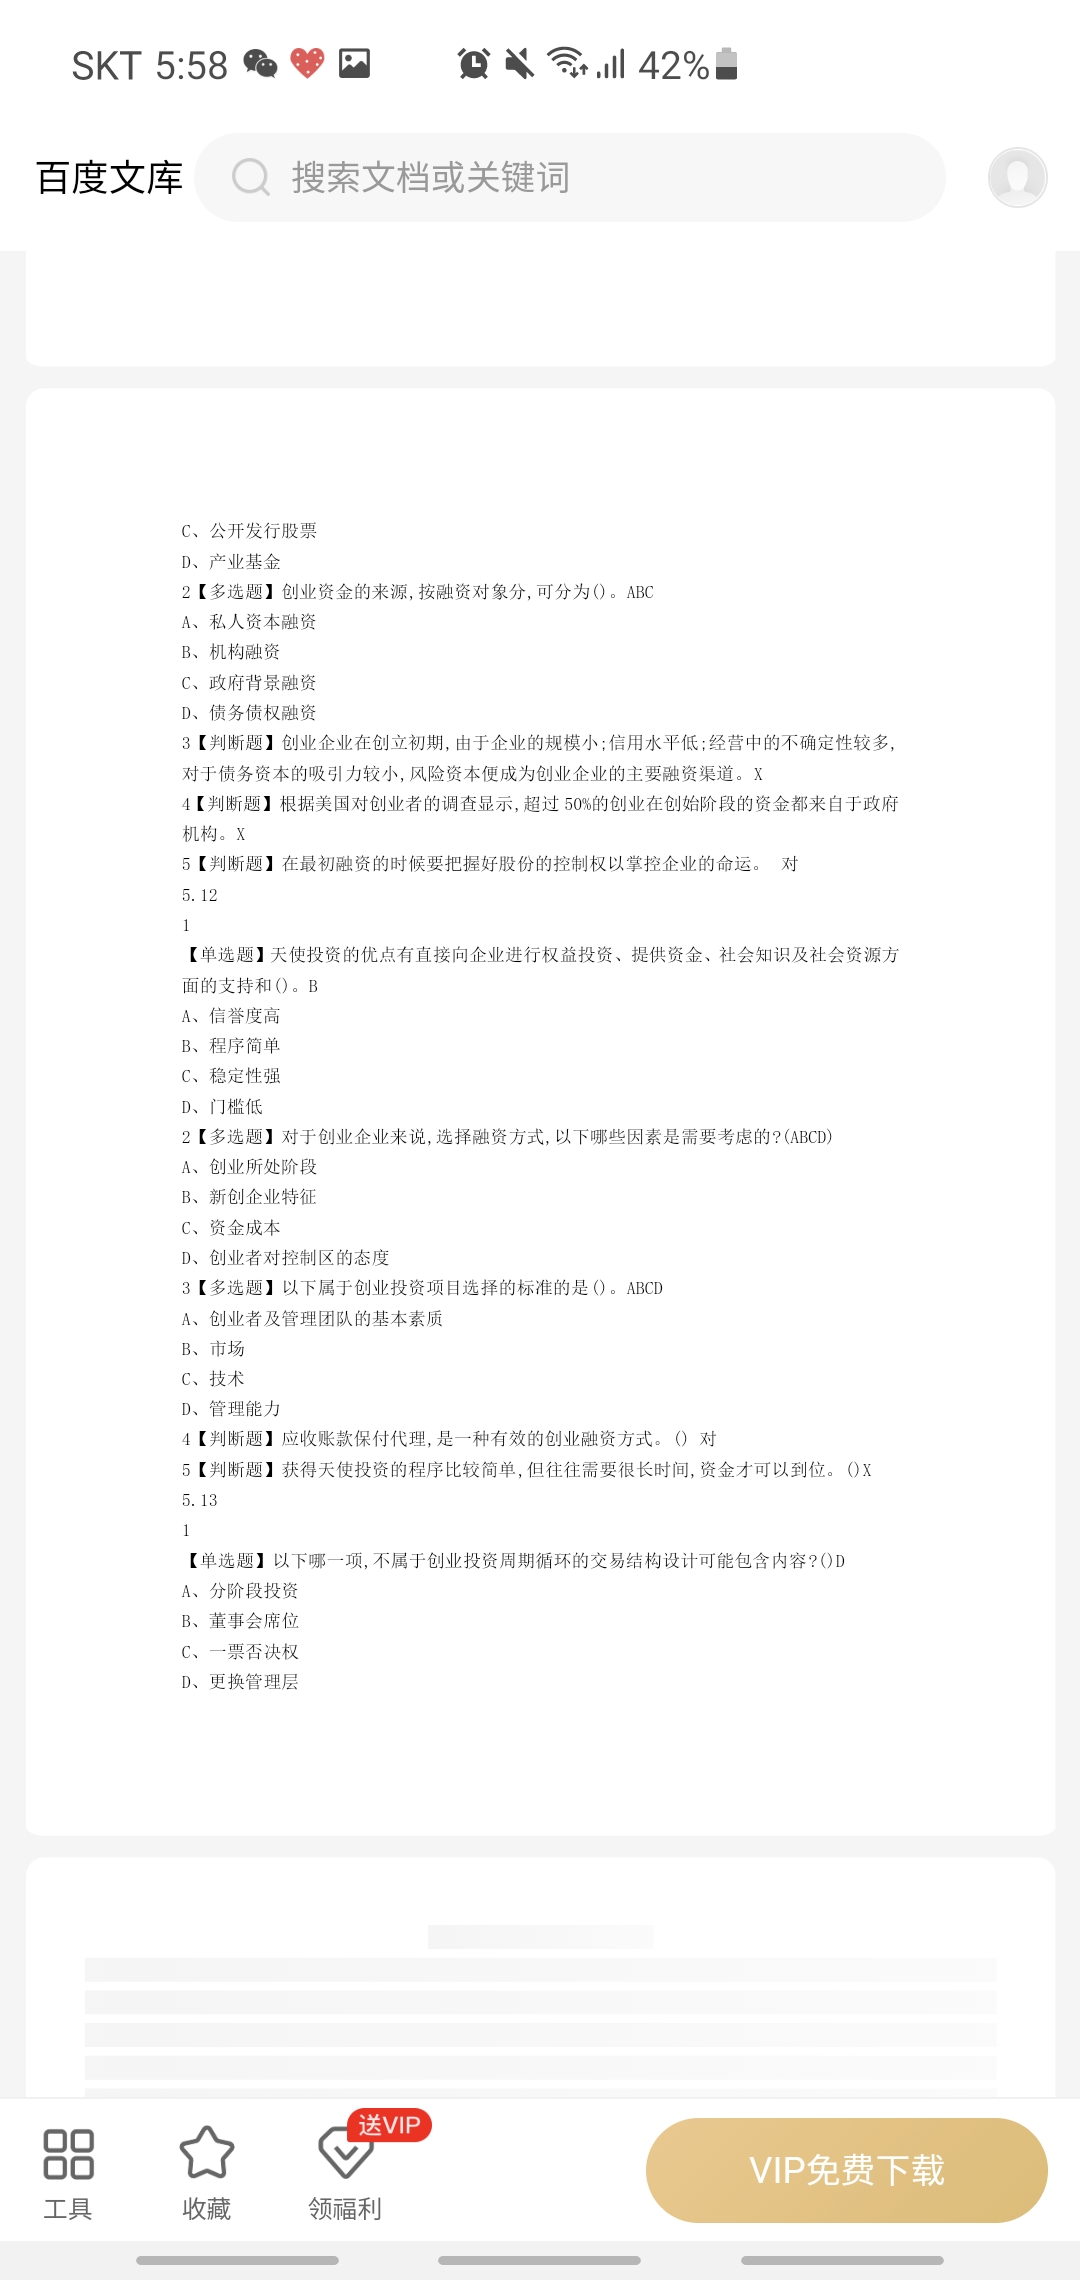 SKT 5:58 42%
百度文库 搜索文档或关键词
C、公开发行股票
D、产业基金
2【多选题】创业资金的来源,按融资对象分,可分为()。ABC
A、私人资本融资
B、机构融资
C、政府背景融资
D、债务债权融资
3【判断题】创业企业在创立初期,由于企业的规模小;信用水平低;经营中的不确定性较多,
对于债务资本的吸引力较小,风险资本便成为创业企业的主要融资渠道。X
4【判断题】根据美国对创业者的调查显示,超过 50%的创业在创始阶段的资金都来自于政府
机构。X
5【判断题】在最初融资的时候要把握好股份的控制权以掌控企业的命运。 对
5.12
1
【单选题】天使投资的优点有直接向企业进行权益投资、提供资金、社会知识及社会资源方
面的支持和()。B
A、信誉度高
B、程序简单
C、稳定性强
D、门槛低
2【多选题】对于创业企业来说,选择融资方式,以下哪些因素是需要考虑的?(ABCD)
A、创业所处阶段
B、新创企业特征
C、资金成本
D、创业者对控制区的态度
3【多选题】以下属于创业投资项目选择的标准的是()。ABCD
A、创业者及管理团队的基本素质
B、市场
C、技术
D、管理能力
4【判断题】应收账款保付代理,是一种有效的创业融资方式。() 对
5【判断题】获得天使投资的程序比较简单,但往往需要很长时间,资金才可以到位。()X
5.13
1
【单选题】以下哪一项,不属于创业投资周期循环的交易结构设计可能包含内容?()D
A、分阶段投资
B、董事会席位
C、一票否决权
D、更换管理层
送VIP
工具 收藏 领福利 VIP免费下载